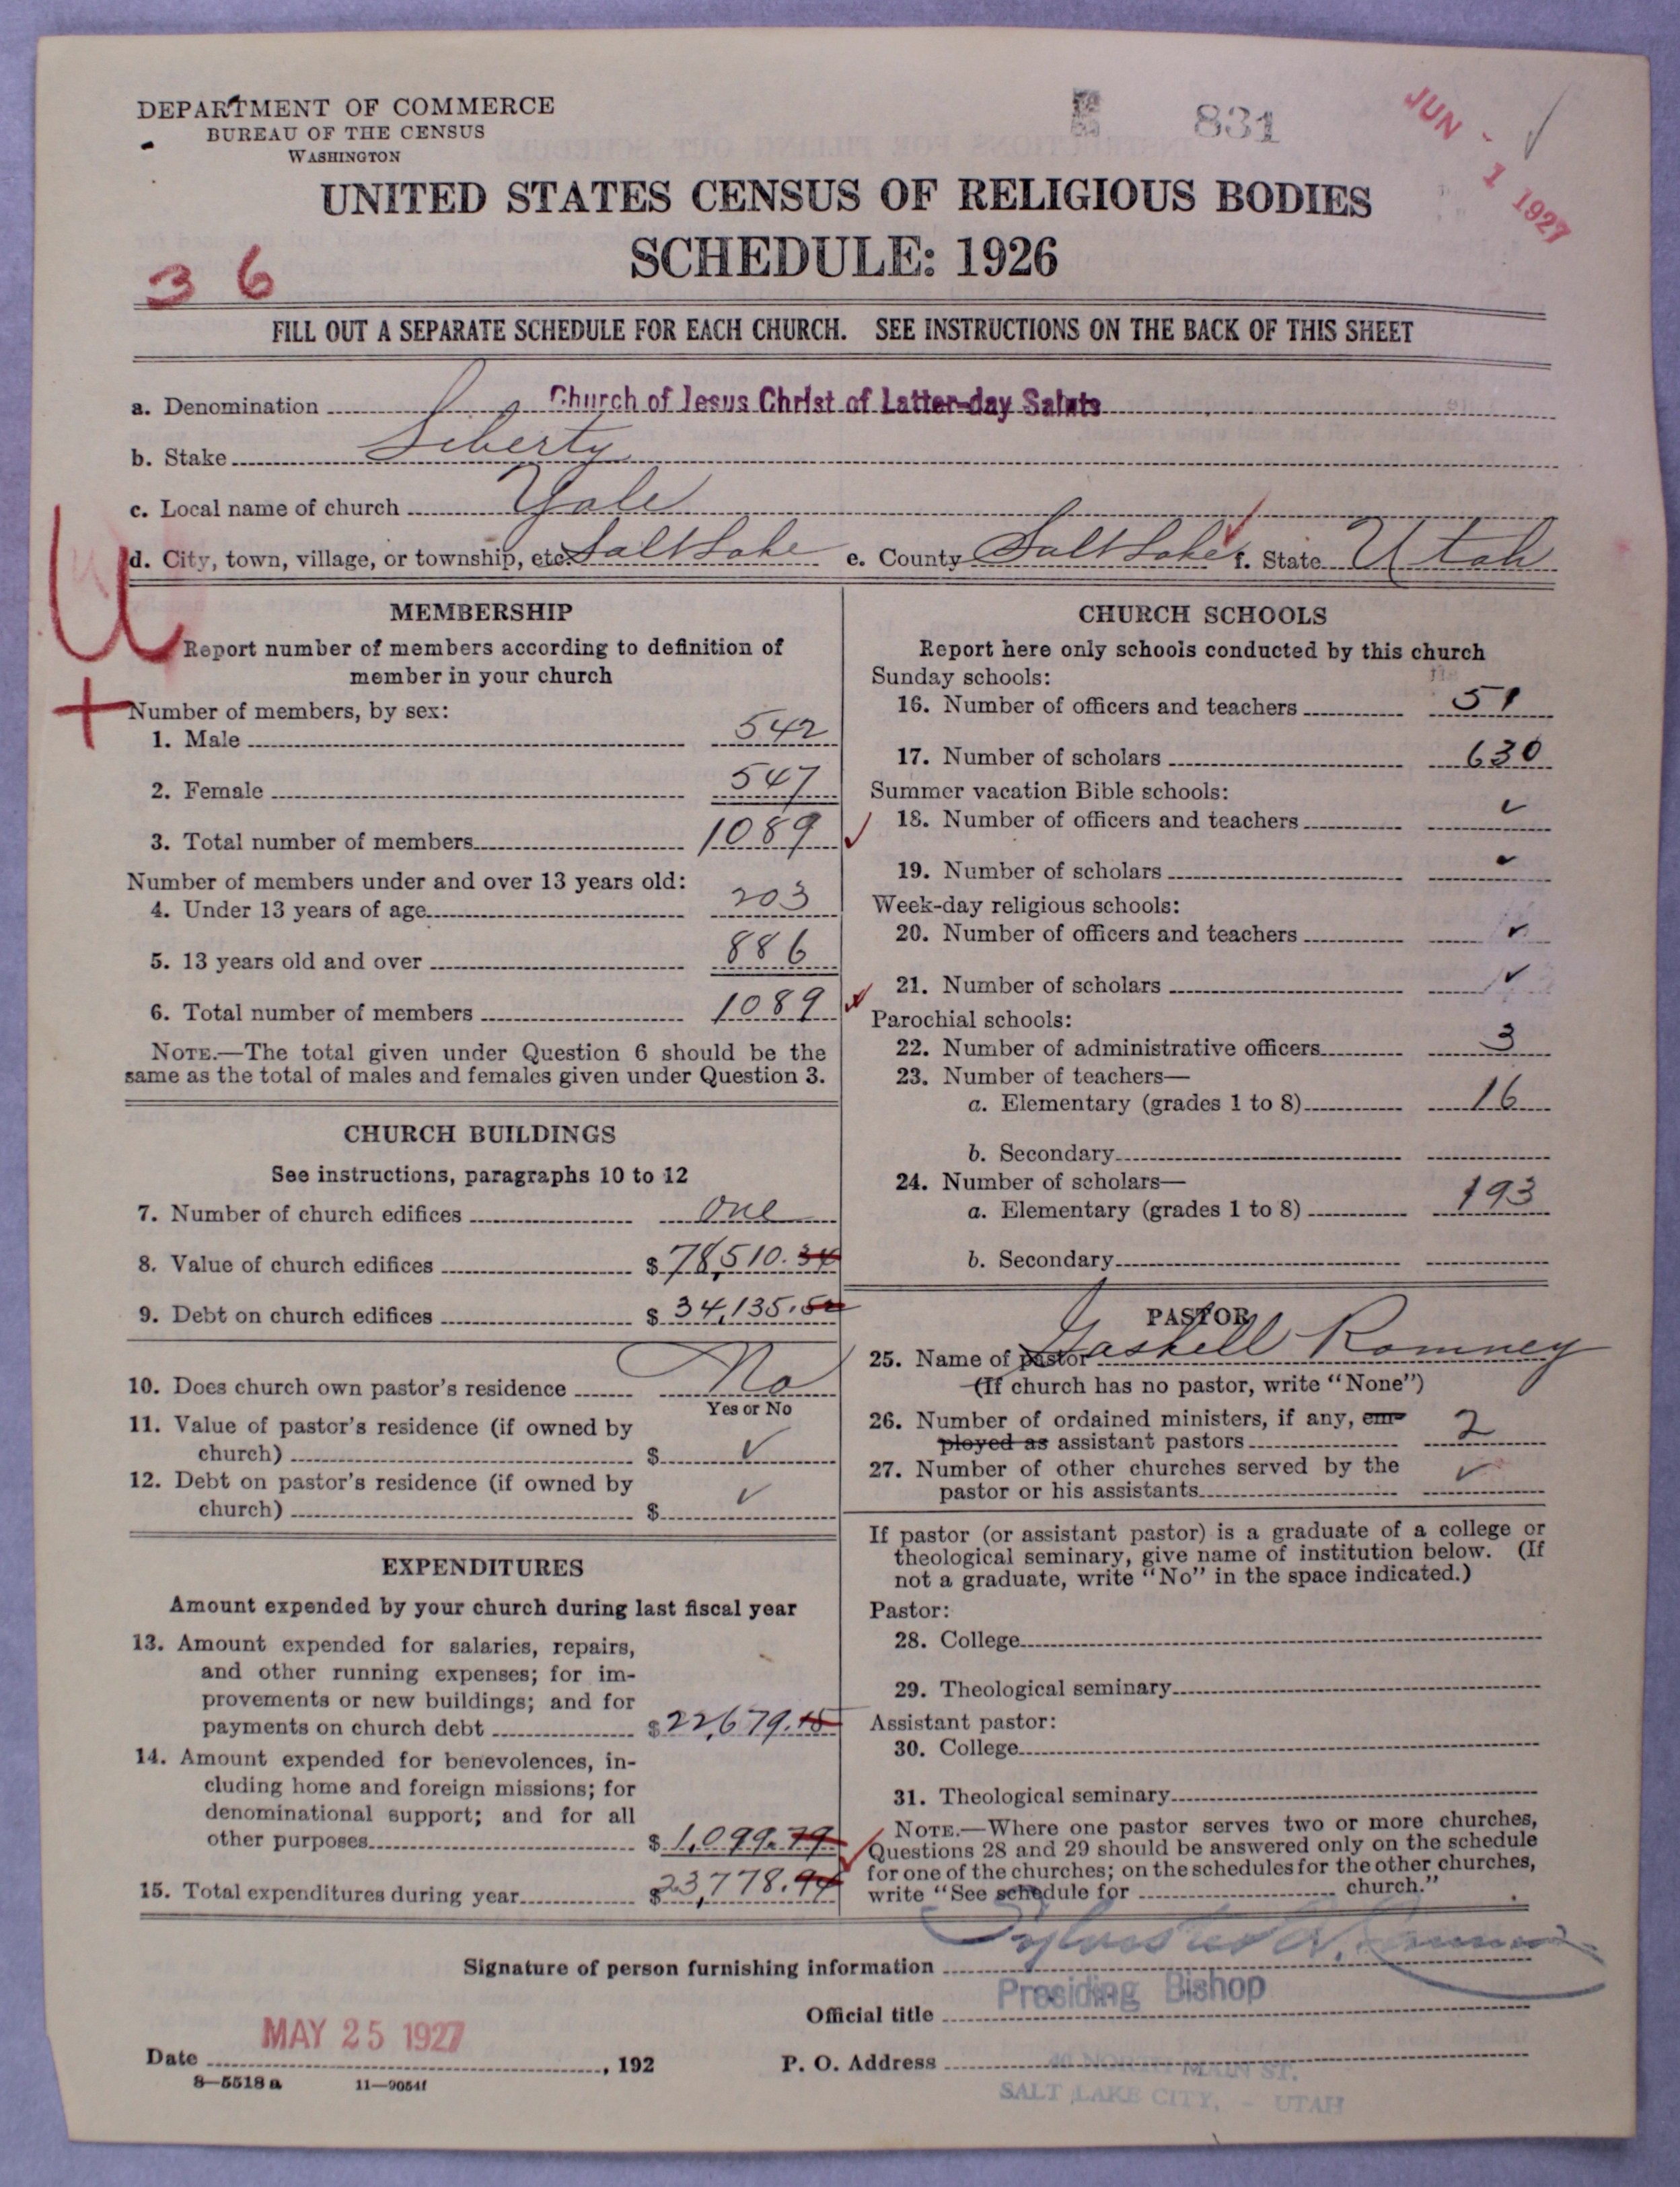 DEPARTMENT OF COMMERCE
BUREAU OF THE CENSUS
WASHINGTON
831
JUN - 1 1927
UNITED STATES CENSUS OF RELIGIOUS BODIES
SCHEDULE: 1926
3 6
FILL OUT A SEPARATE SCHEDULE FOR EACH CHURCH. SEE INSTRUCTIONS ON THE BACK OF THIS SHEET
a. Denomination Church of Jesus Christ of Latter-day Saints
b. Stake Liberty
c. Local name of church Yale
d. City, town, village, or township, etc. Salt Lake e. County Salt Lake f. State Utah
U
+
MEMBERSHIP
Report number of members according to definition of
member in your church
Number of members, by sex:
1. Male 542
2. Female 547
3. Total number of members 1089
Number of members under and over 13 years old:
4. Under 13 years of age 203
5. 13 years old and over 886
6. Total number of members 1089
NOTE.—The total given under Question 6 should be the
same as the total of males and females given under Question 3.
CHURCH BUILDINGS
See instructions, paragraphs 10 to 12
7. Number of church edifices one
8. Value of church edifices $ 78,510.34
9. Debt on church edifices $ 34,135.
10. Does church own pastor's residence No
Yes or No
11. Value of pastor's residence (if owned by
church) $ ✓
12. Debt on pastor's residence (if owned by
church) $ ✓
EXPENDITURES
Amount expended by your church during last fiscal year
13. Amount expended for salaries, repairs,
and other running expenses; for im-
provements or new buildings; and for
payments on church debt $ 22,679.15
14. Amount expended for benevolences, in-
cluding home and foreign missions; for
denominational support; and for all
other purposes $ 1,099.79
15. Total expenditures during year $ 23,778.94
CHURCH SCHOOLS
Report here only schools conducted by this church
Sunday schools:
16. Number of officers and teachers 51
17. Number of scholars 630
Summer vacation Bible schools:
18. Number of officers and teachers ✓
19. Number of scholars ✓
Week-day religious schools:
20. Number of officers and teachers ✓
21. Number of scholars ✓
Parochial schools:
22. Number of administrative officers 3
23. Number of teachers—
a. Elementary (grades 1 to 8) 16
b. Secondary
24. Number of scholars—
a. Elementary (grades 1 to 8) 193
b. Secondary
PASTOR
25. Name of pastor Gaskell Romney
(If church has no pastor, write "None")
26. Number of ordained ministers, if any, em-
ployed as assistant pastors 2
27. Number of other churches served by the
pastor or his assistants ✓
If pastor (or assistant pastor) is a graduate of a college or
theological seminary, give name of institution below. (If
not a graduate, write "No" in the space indicated.)
Pastor:
28. College
29. Theological seminary
Assistant pastor:
30. College
31. Theological seminary
NOTE.—Where one pastor serves two or more churches,
Questions 28 and 29 should be answered only on the schedule
for one of the churches; on the schedules for the other churches,
write "See schedule for church."
Signature of person furnishing information
Official title Presiding Bishop
Date MAY 25 1927, 192
P. O. Address 40 NORTH MAIN ST.
SALT LAKE CITY, - UTAH
8—5518 a 11—9054f